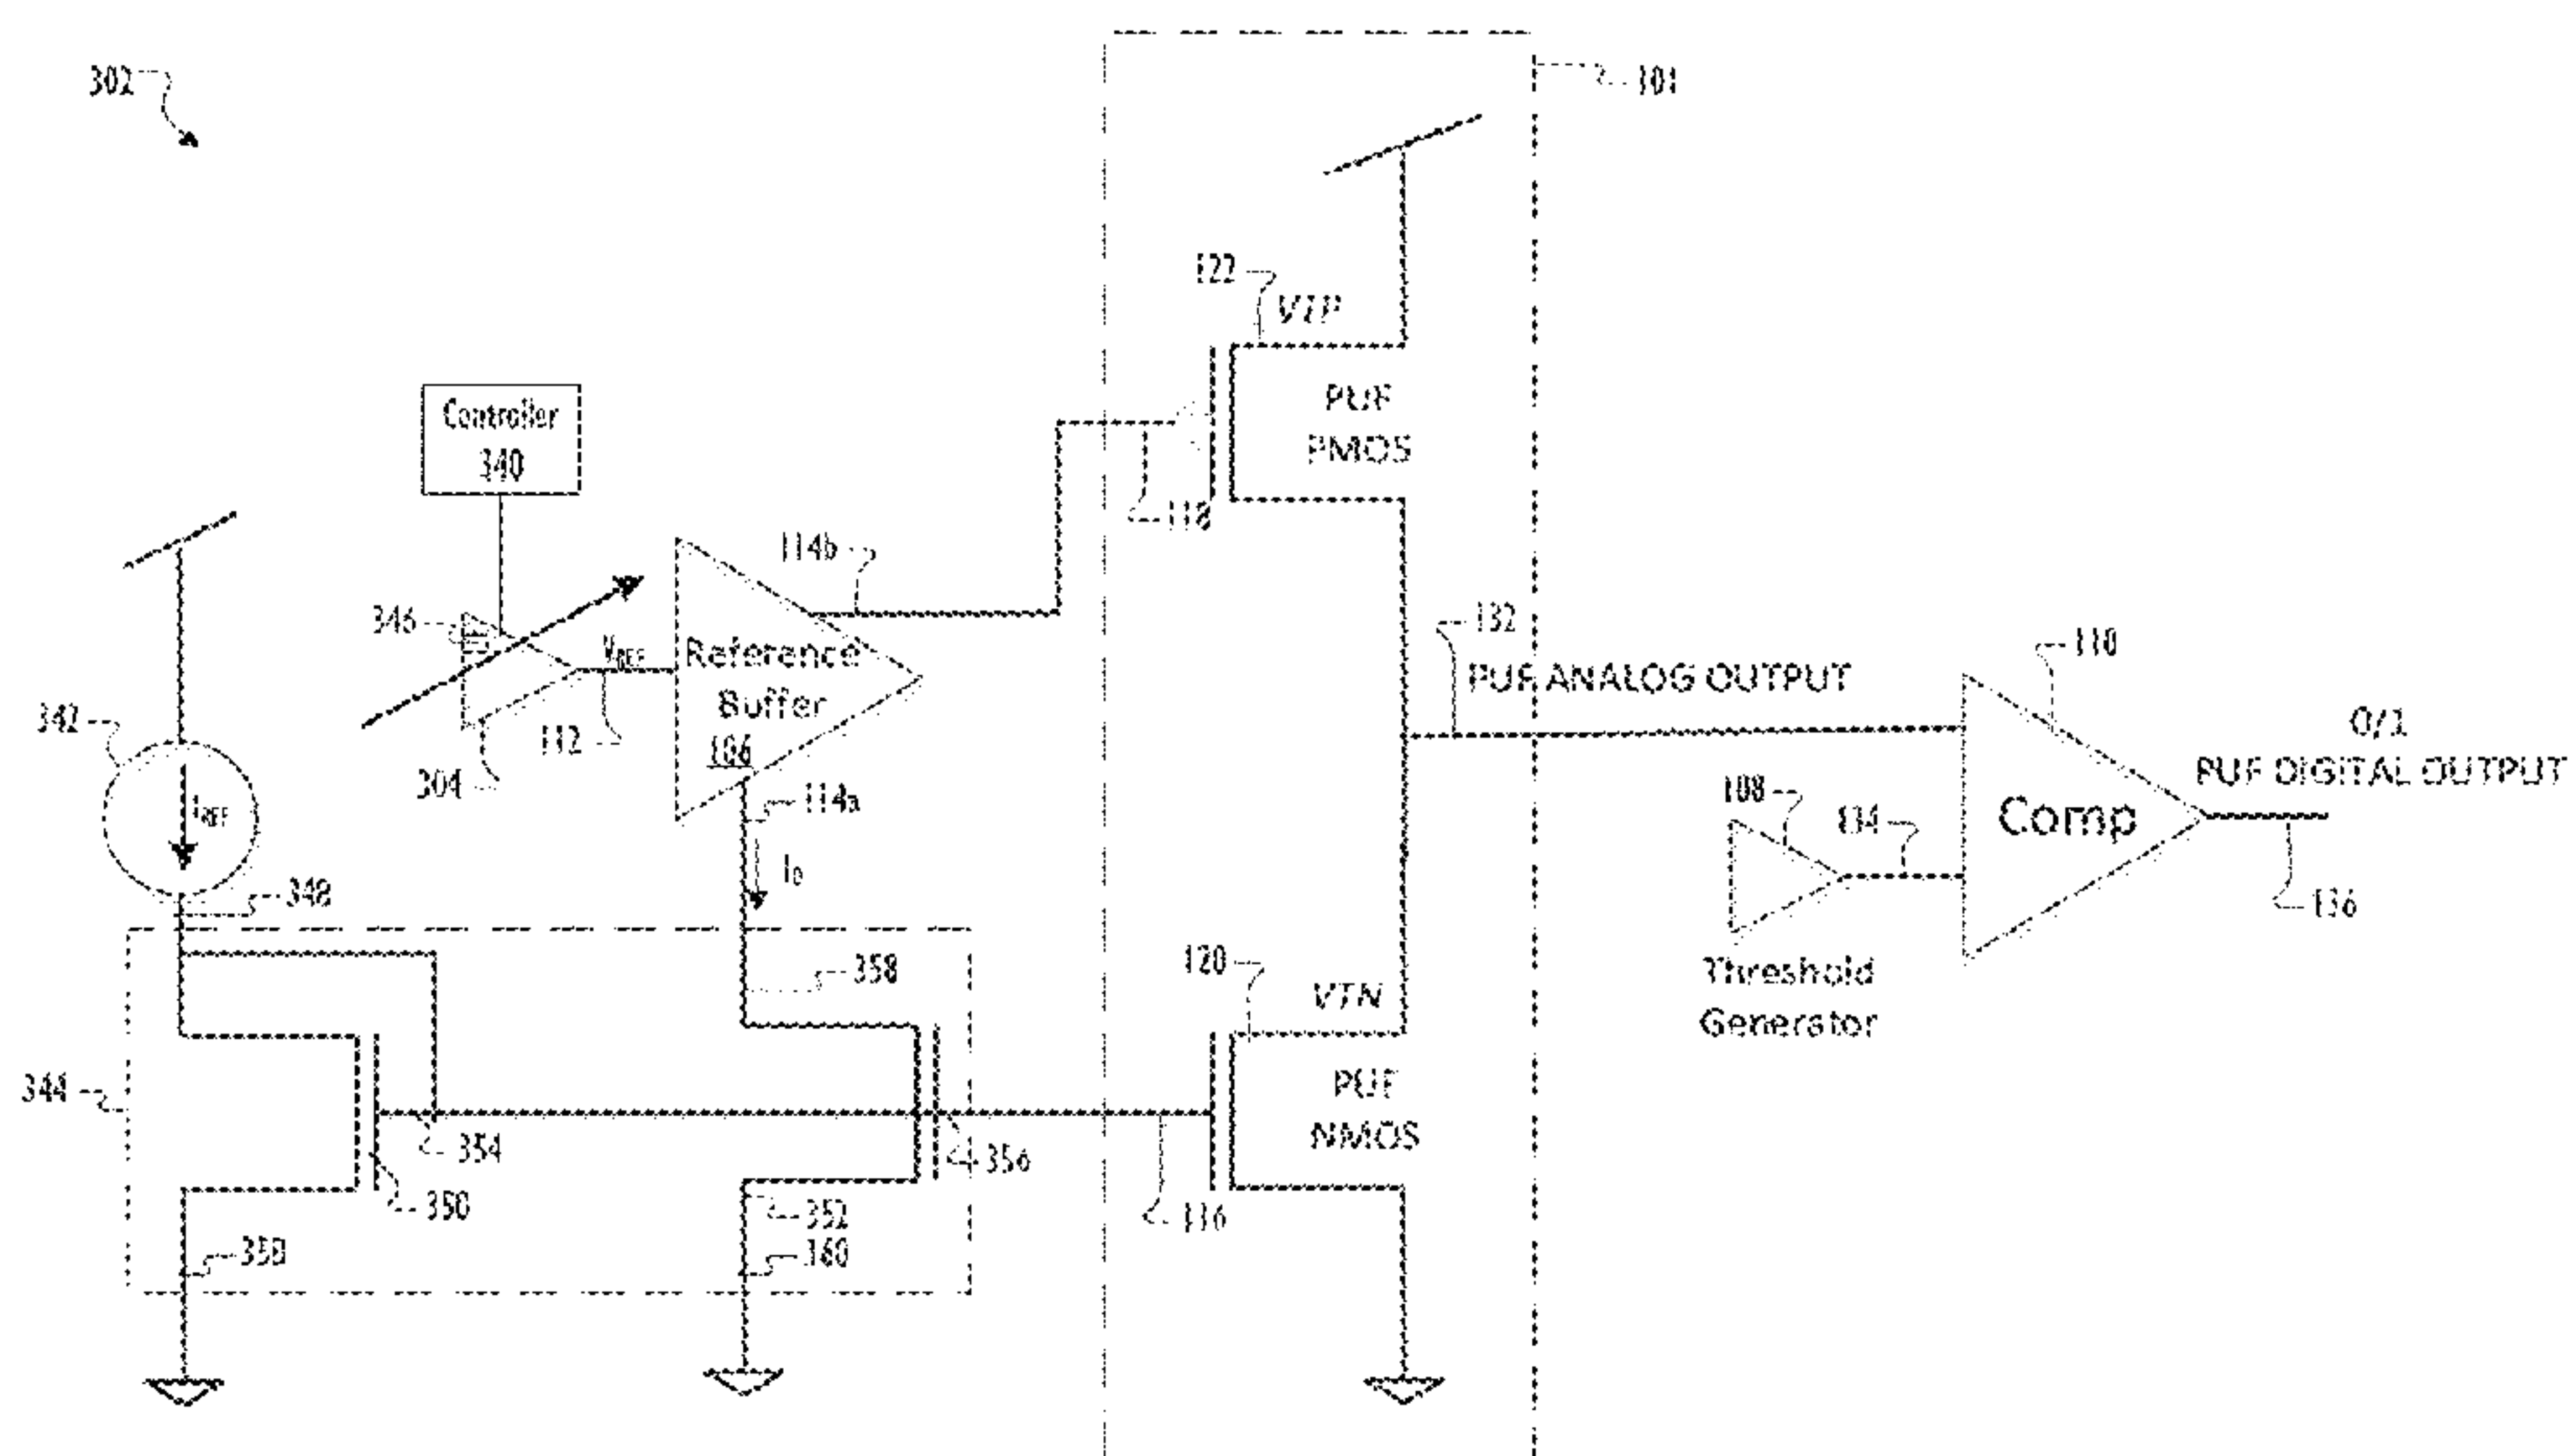 302
101
122
VTP
PUF
PMOS
118
Controller
340
114b
346
VREF
Reference
Buffer
106
112
304
342
IREF
114a
I0
348
132
PUF ANALOG OUTPUT
110
0/1
PUF DIGITAL OUTPUT
108
134
Comp
136
Threshold
Generator
358
120
VTN
PUF
NMOS
344
354
356
350
352
116
350
160